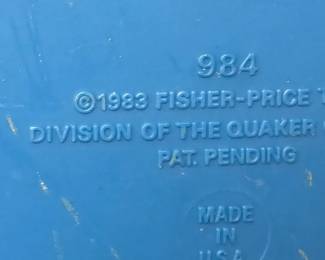 984
©1983 FISHER-PRICE
DIVISION OF THE QUAKER
PAT. PENDING
MADE
IN
U.S.A.